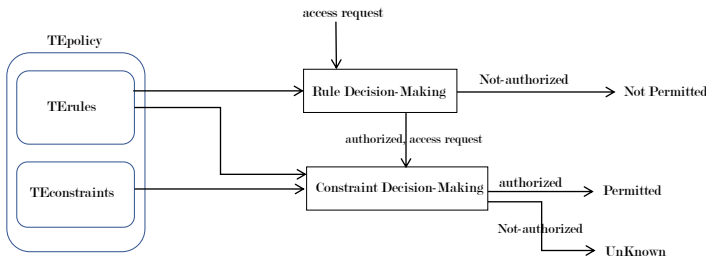 access request
TEpolicy
Not-authorized
TErules
Rule Decision-Making
Not Permitted
authorized, access request
TEconstraints
Constraint Decision-Making
authorized
Permitted
Not-authorized
UnKnown